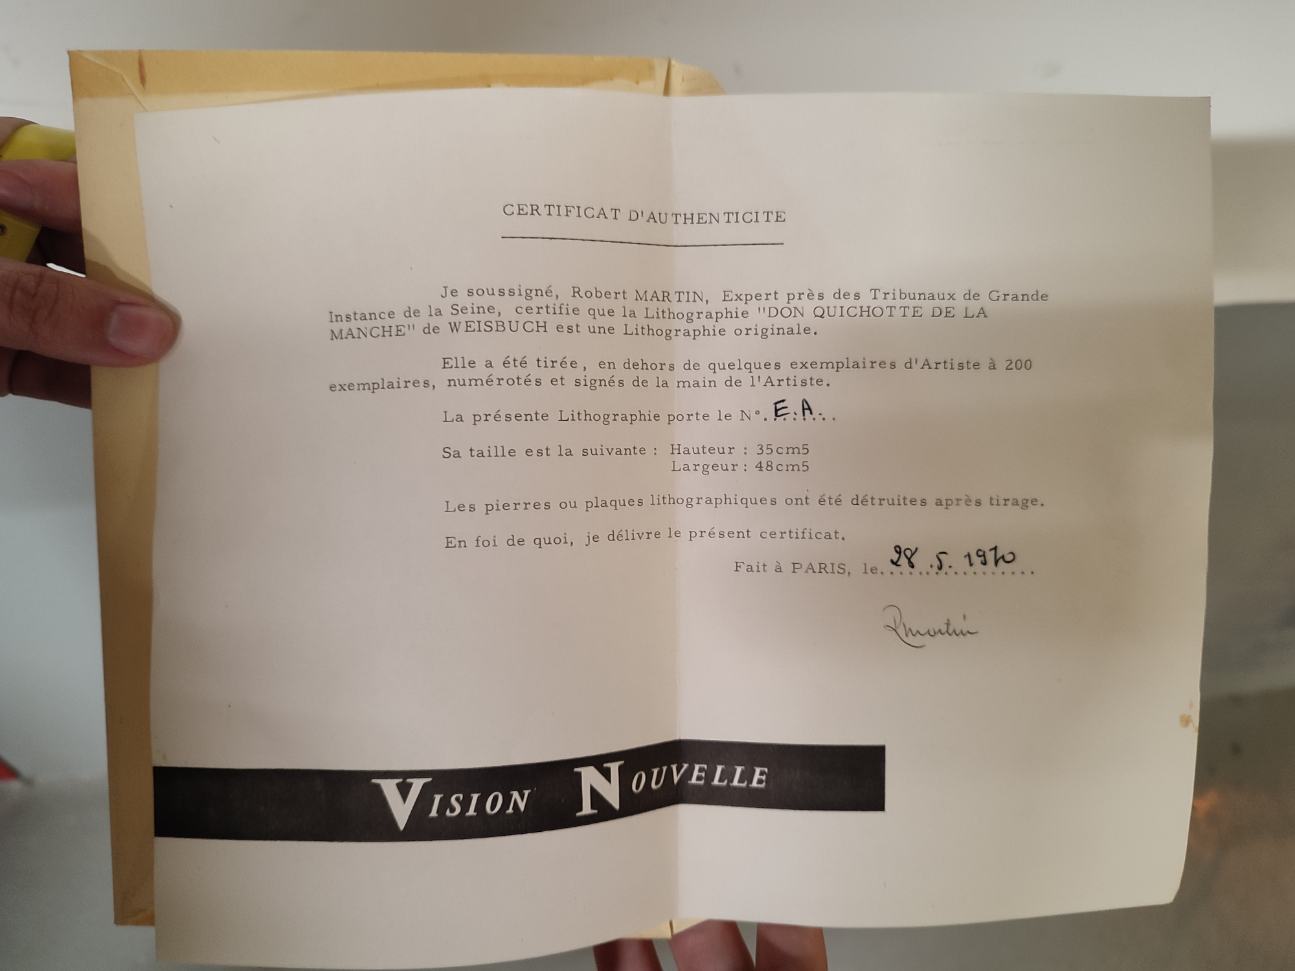 CERTIFICAT D'AUTHENTICITE
Je soussigné, Robert MARTIN, Expert près des Tribunaux de Grande
Instance de la Seine, certifie que la Lithographie "DON QUICHOTTE DE LA
MANCHE" de WEISBUCH est une Lithographie originale.
Elle a été tirée, en dehors de quelques exemplaires d'Artiste à 200
exemplaires, numérotés et signés de la main de l'Artiste.
La présente Lithographie porte le N°. E.A. . .
Sa taille est la suivante : Hauteur : 35cm5
Largeur : 48cm5
Les pierres ou plaques lithographiques ont été détruites après tirage.
En foi de quoi, je délivre le présent certificat.
Fait à PARIS, le. 28.5.1970
RMartin
VISION NOUVELLE